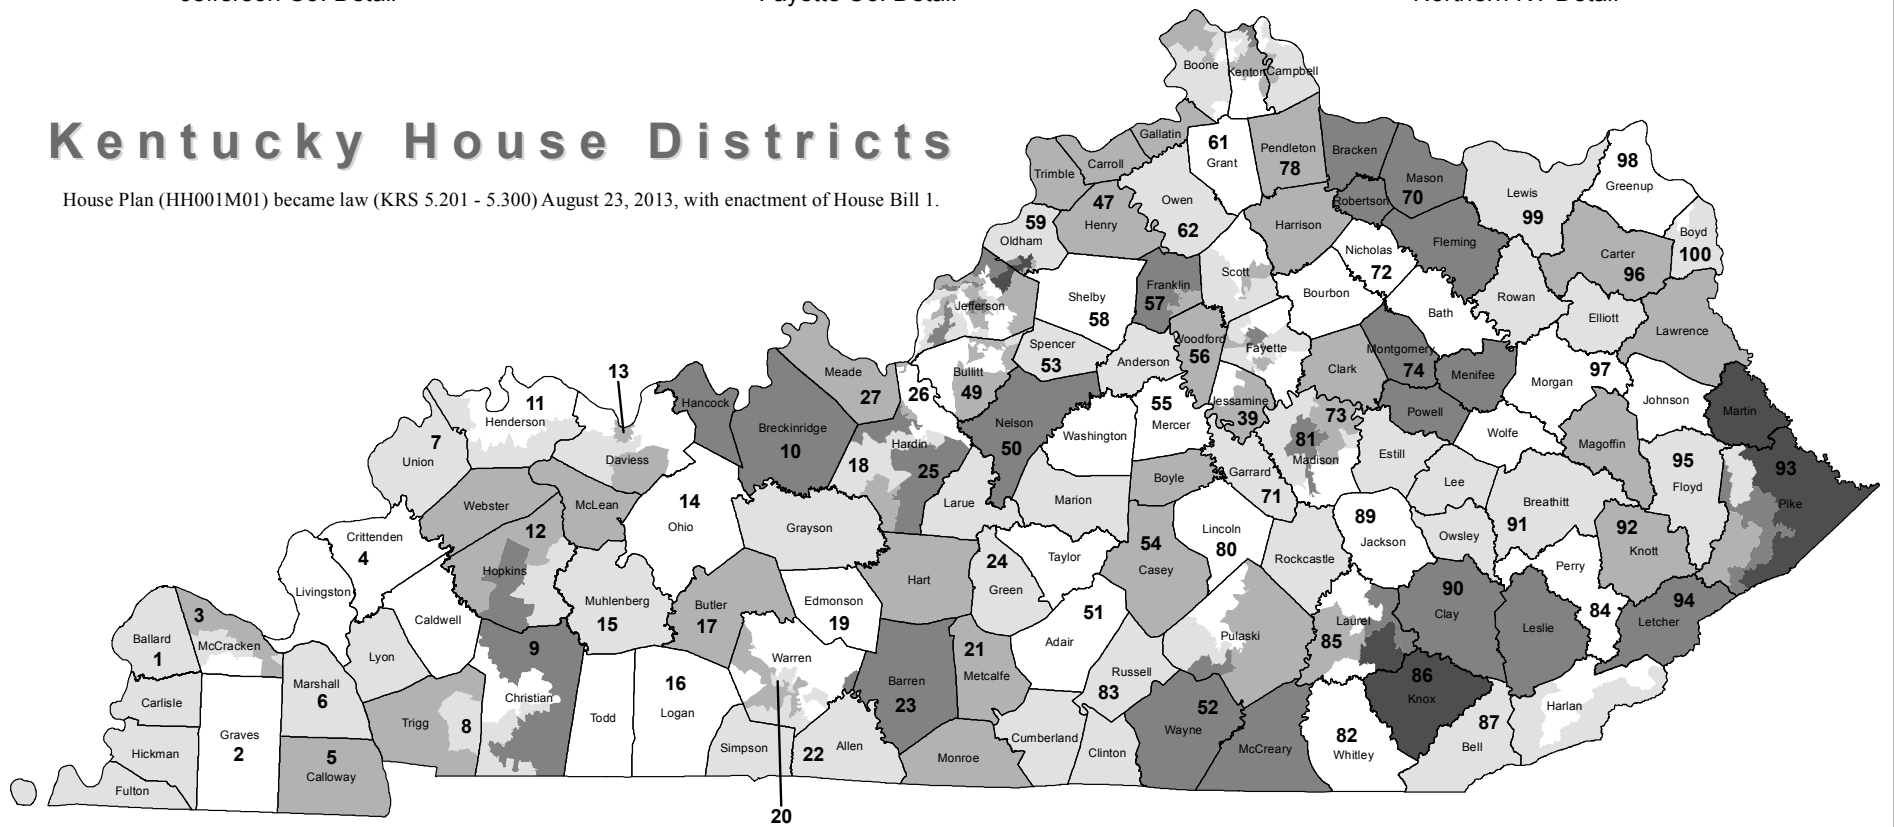 Kentucky House Districts
House Plan (HH001M01) became law (KRS 5.201 - 5.300) August 23, 2013, with enactment of House Bill 1.
Boone
Kenton
Campbell
Gallatin
61
Grant
Pendleton
78
Bracken
Mason
70
Robertson
Lewis
99
98
Greenup
Carroll
Trimble
47
Henry
Owen
62
59
Oldham
Harrison
Nicholas
72
Fleming
Carter
96
Boyd
100
Jefferson
Shelby
58
Franklin
57
Scott
Bourbon
Bath
Rowan
Elliott
Lawrence
Spencer
53
Anderson
Woodford
56
Fayette
Clark
Montgomery
74
Menifee
Morgan
97
Johnson
Martin
13
Meade
27
26
Bullitt
49
Hancock
Breckinridge
10
11
Henderson
7
Union
Daviess
Hardin
18
25
Nelson
50
Washington
55
Mercer
Jessamine
39
73
81
Madison
Powell
Estill
Wolfe
Magoffin
95
Floyd
93
Pike
Larue
Marion
Boyle
Garrard
71
Lee
Breathitt
91
Webster
McLean
14
Ohio
Grayson
12
Hopkins
Crittenden
4
Livingston
Lincoln
80
Rockcastle
89
Jackson
Owsley
92
Knott
Perry
84
24
Green
Taylor
54
Casey
Hart
Edmonson
19
Butler
17
Muhlenberg
15
Caldwell
90
Clay
Leslie
94
Letcher
3
McCracken
Ballard
1
Lyon
9
Christian
Warren
Adair
51
Pulaski
Laurel
85
21
Metcalfe
Barren
23
Russell
83
86
Knox
Harlan
Carlisle
Marshall
6
Trigg
8
Todd
16
Logan
Wayne
52
McCreary
82
Whitley
87
Bell
Hickman
Graves
2
5
Calloway
Simpson
22
Allen
Monroe
Cumberland
Clinton
Fulton
20